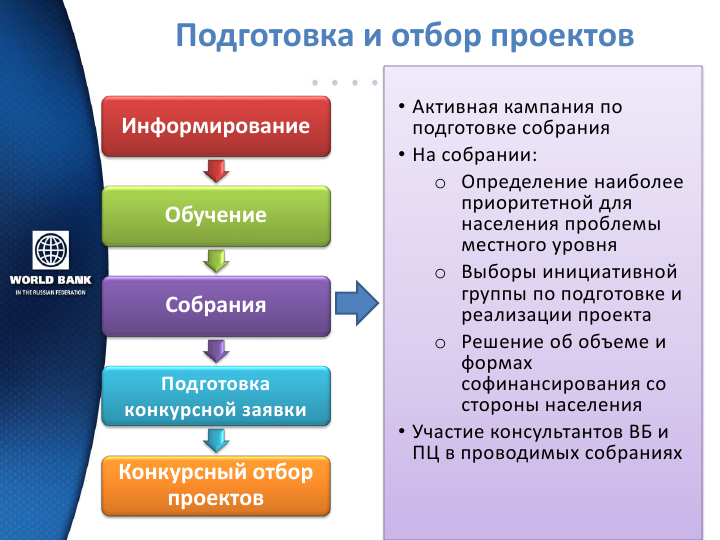 Подготовка и отбор проектов
Информирование
Обучение
Собрания
Подготовка
конкурсной заявки
Конкурсный отбор
проектов
• Активная кампания по
подготовке собрания
• На собрании:
o Определение наиболее
приоритетной для
населения проблемы
местного уровня
o Выборы инициативной
группы по подготовке и
реализации проекта
o Решение об объеме и
формах
софинансирования со
стороны населения
• Участие консультантов ВБ и
ПЦ в проводимых собраниях
WORLD BANK
IN THE RUSSIAN FEDERATION